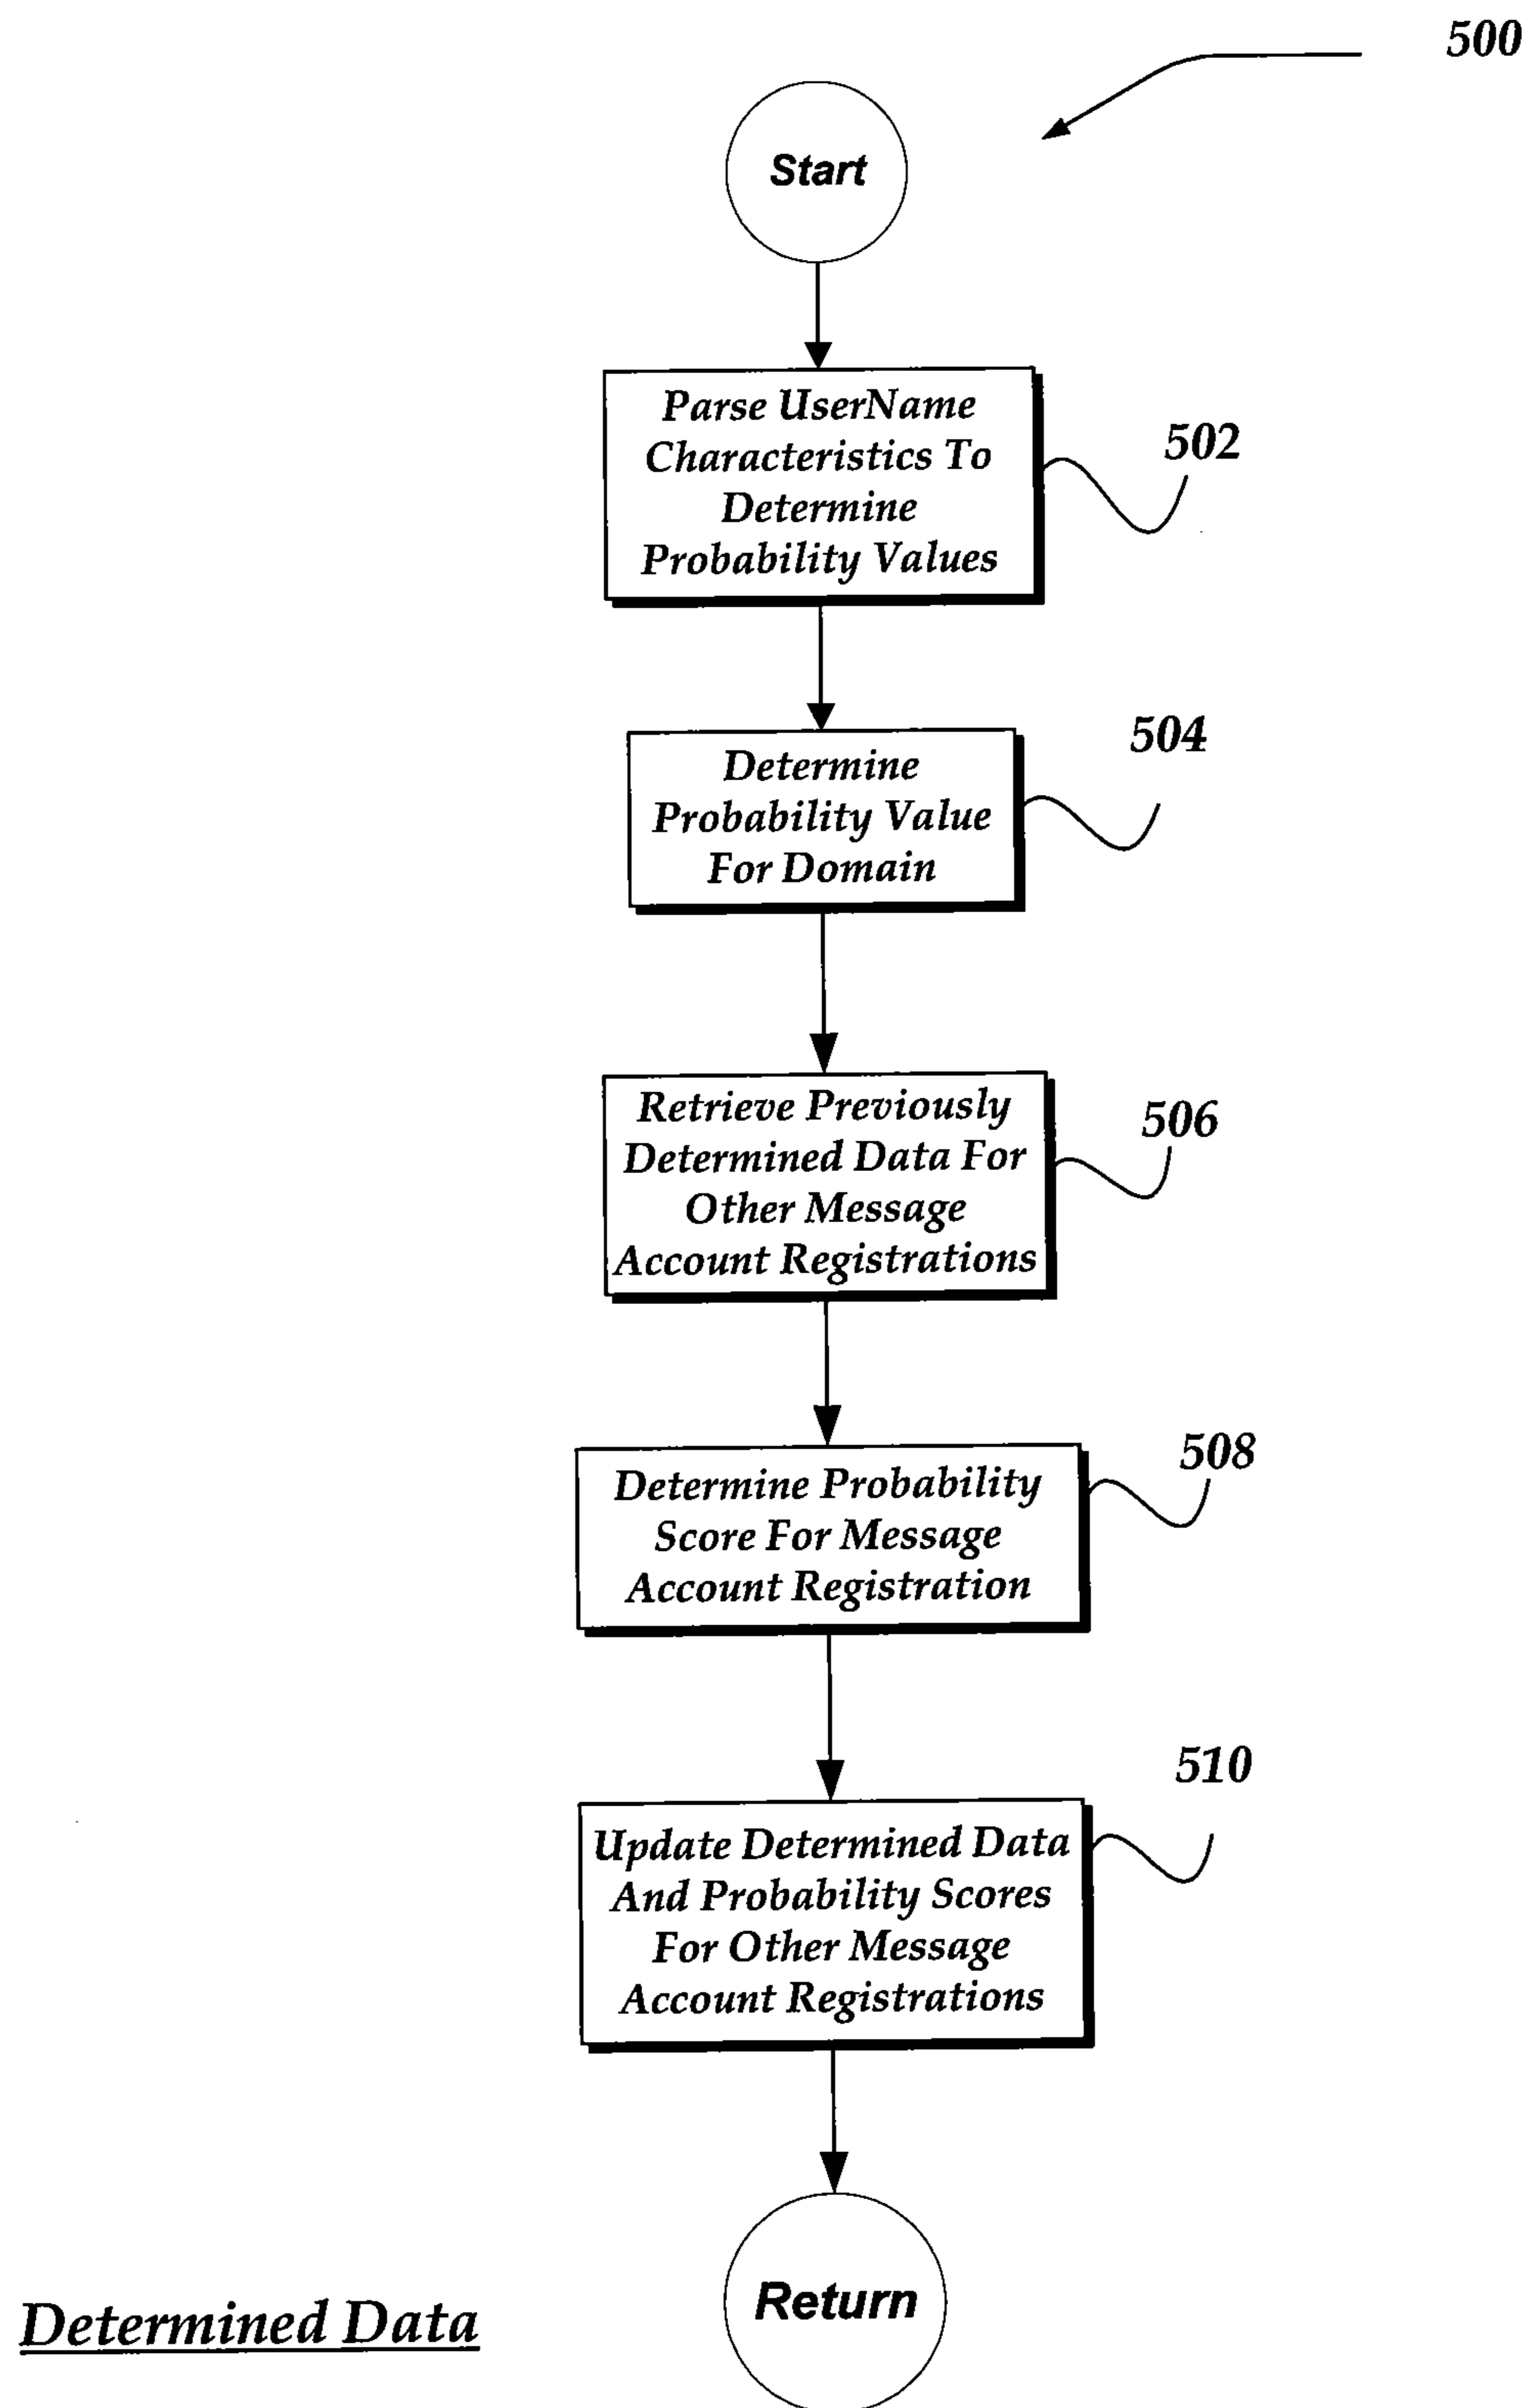 500
Start
Parse UserName
Characteristics To
Determine
Probability Values
502
Determine
Probability Value
For Domain
504
Retrieve Previously
Determined Data For
Other Message
Account Registrations
506
Determine Probability
Score For Message
Account Registration
508
Update Determined Data
And Probability Scores
For Other Message
Account Registrations
510
Return
Determined Data